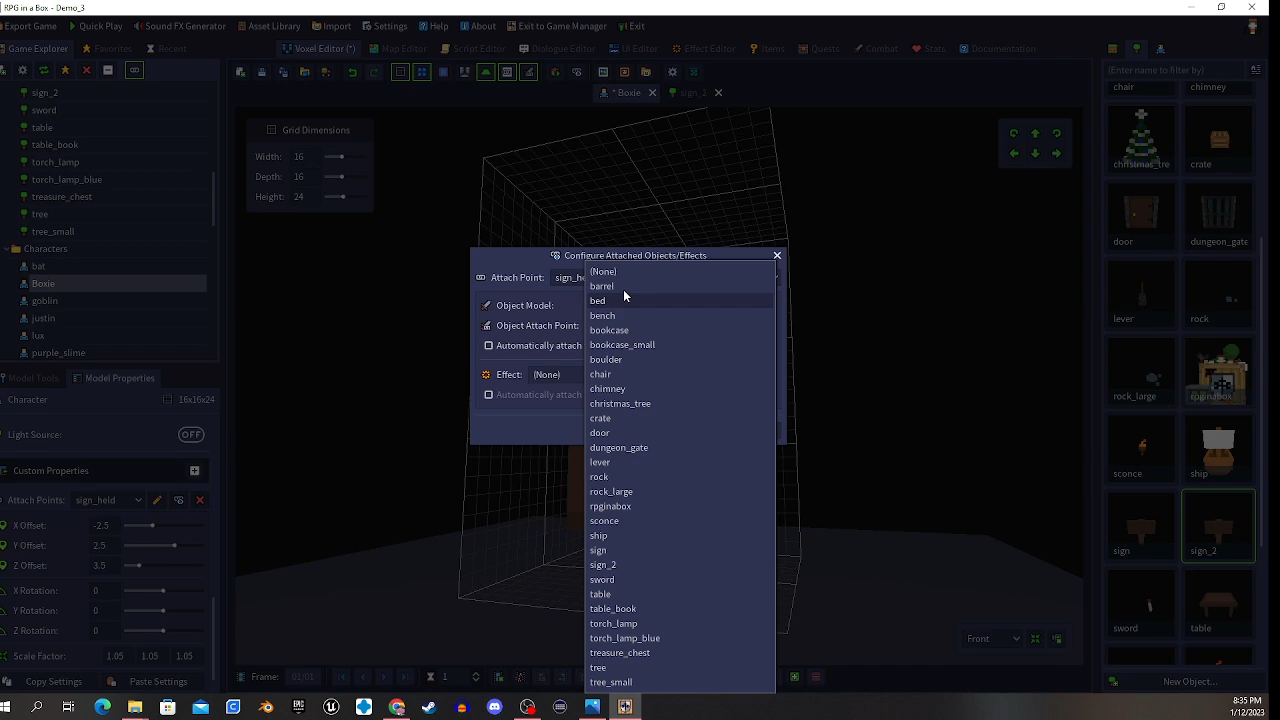 RPG in a Box - Demo_3
Export Game
Quick Play
Sound FX Generator
Asset Library
Import
Settings
Help
About
Exit to Game Manager
Exit
Game Explorer
Favorites
Recent
Voxel Editor (*)
Map Editor
Script Editor
Dialogue Editor
UI Editor
Effect Editor
Items
Quests
Combat
Stats
Documentation
(Enter name to filter by)
* Boxie
sign_2
sign_2
sword
table
table_book
torch_lamp
torch_lamp_blue
treasure_chest
tree
tree_small
Characters
bat
Boxie
goblin
justin
lux
purple_slime
Grid Dimensions
Width: 16
Depth: 16
Height: 24
Configure Attached Objects/Effects
Attach Point: sign_he
Object Model:
Object Attach Point:
Automatically attach
Effect: (None)
Automatically attach
(None)
barrel
bed
bench
bookcase
bookcase_small
boulder
chair
chimney
christmas_tree
crate
door
dungeon_gate
lever
rock
rock_large
rpginabox
sconce
ship
sign
sign_2
sword
table
table_book
torch_lamp
torch_lamp_blue
treasure_chest
tree
tree_small
Model Tools
Model Properties
Character 16x16x24
Light Source: OFF
Custom Properties
Attach Points: sign_held
X Offset: -2.5
Y Offset: 2.5
Z Offset: 3.5
X Rotation: 0
Y Rotation: 0
Z Rotation: 0
Scale Factor: 1.05 1.05 1.05
Copy Settings
Paste Settings
Frame: 01/01
1
Front
chair chimney
christmas_tre crate
door dungeon_gate
lever rock
rock_large rpginabox
sconce ship
sign sign_2
sword table
New Object...
8:35 PM
1/12/2023